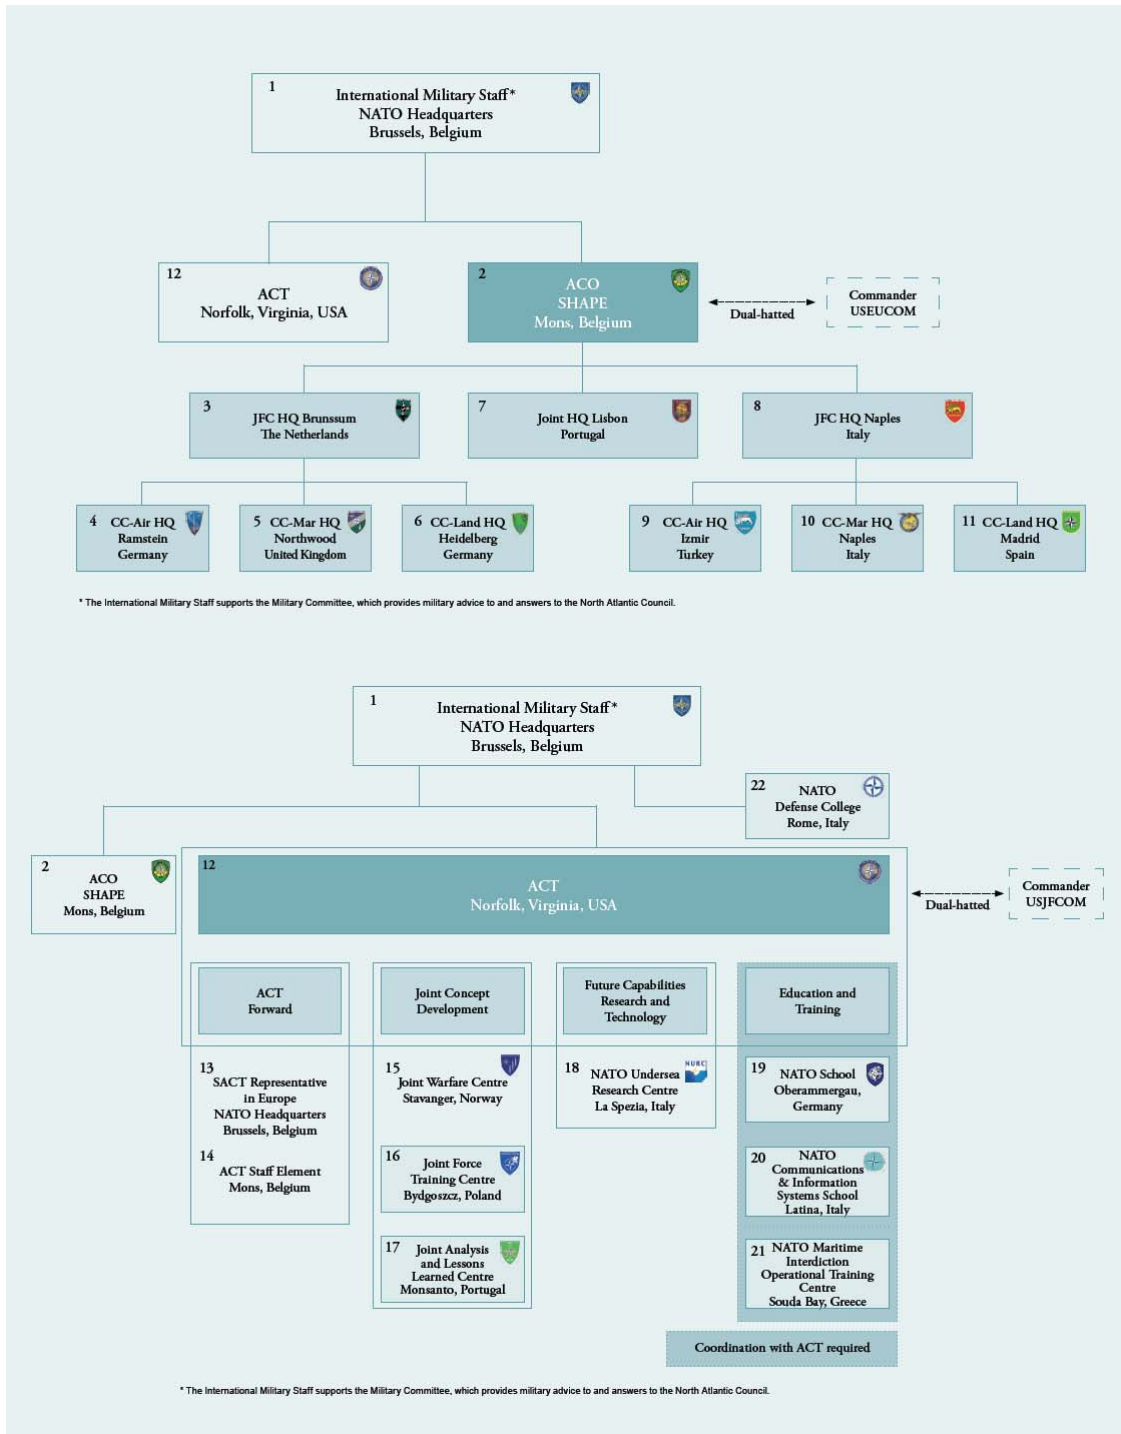 1
International Military Staff*
NATO Headquarters
Brussels, Belgium
12
ACT
Norfolk, Virginia, USA
2
ACO
SHAPE
Mons, Belgium
Dual-hatted
Commander
USEUCOM
3
JFC HQ Brunssum
The Netherlands
7
Joint HQ Lisbon
Portugal
8
JFC HQ Naples
Italy
4 CC-Air HQ
Ramstein
Germany
5 CC-Mar HQ
Northwood
United Kingdom
6 CC-Land HQ
Heidelberg
Germany
9 CC-Air HQ
Izmir
Turkey
10 CC-Mar HQ
Naples
Italy
11 CC-Land HQ
Madrid
Spain
* The International Military Staff supports the Military Committee, which provides military advice to and answers to the North Atlantic Council.
1
International Military Staff*
NATO Headquarters
Brussels, Belgium
22 NATO
Defense College
Rome, Italy
2
ACO
SHAPE
Mons, Belgium
12
ACT
Norfolk, Virginia, USA
Dual-hatted
Commander
USJFCOM
ACT
Forward
Joint Concept
Development
Future Capabilities
Research and
Technology
Education and
Training
13
SACT Representative
in Europe
NATO Headquarters
Brussels, Belgium
14
ACT Staff Element
Mons, Belgium
15
Joint Warfare Centre
Stavanger, Norway
16
Joint Force
Training Centre
Bydgoszcz, Poland
17
Joint Analysis
and Lessons
Learned Centre
Monsanto, Portugal
NURC
18 NATO Undersea
Research Centre
La Spezia, Italy
19
NATO School
Oberammergau,
Germany
20 NATO
Communications
& Information
Systems School
Latina, Italy
21 NATO Maritime
Interdiction
Operational Training
Centre
Souda Bay, Greece
Coordination with ACT required
* The International Military Staff supports the Military Committee, which provides military advice to and answers to the North Atlantic Council.